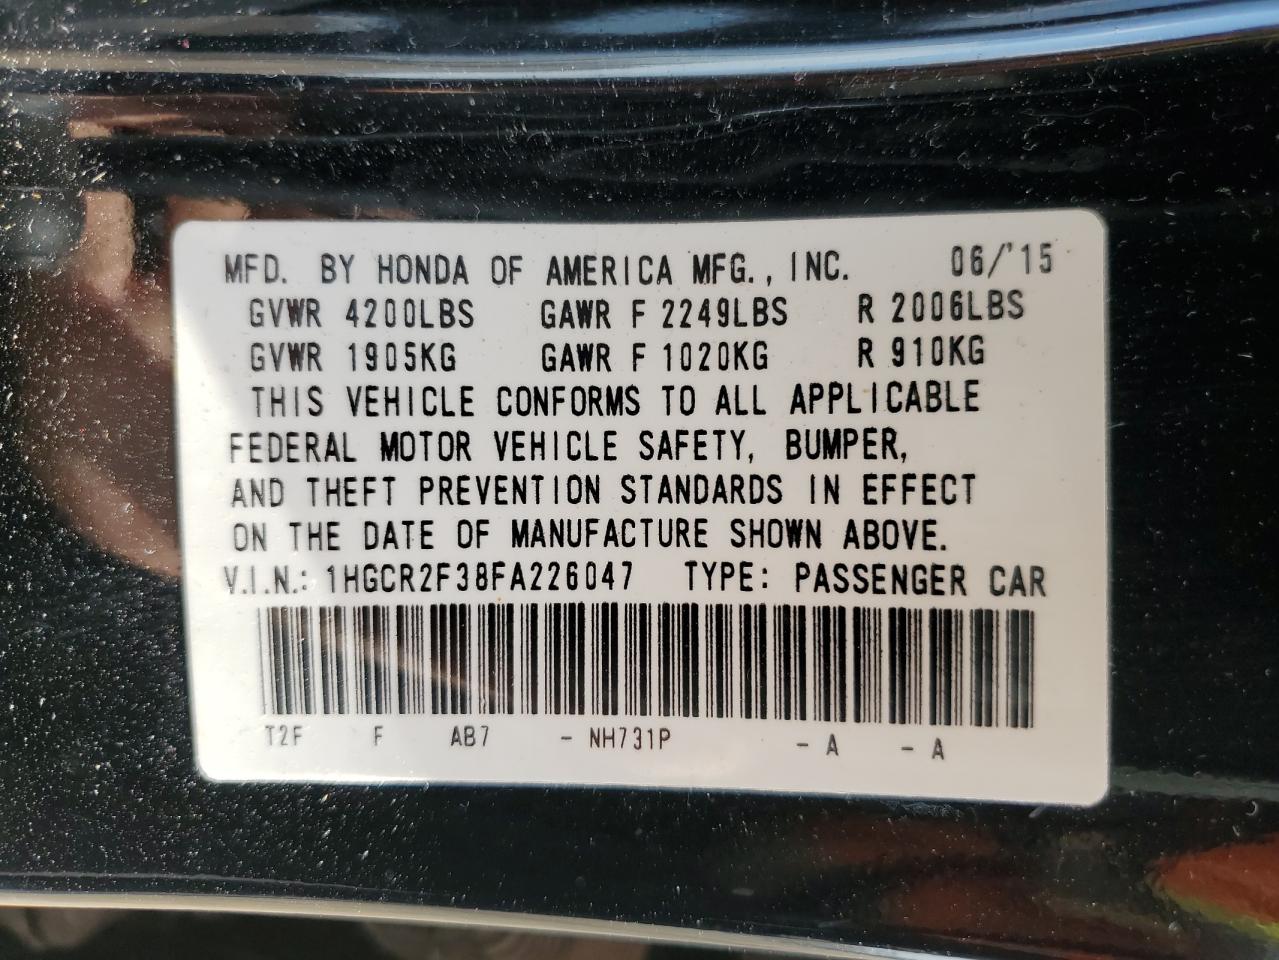 MFD. BY HONDA OF AMERICA MFG., INC. 06/'15
GVWR 4200LBS GAWR F 2249LBS R 2006LBS
GVWR 1905KG GAWR F 1020KG R 910KG
THIS VEHICLE CONFORMS TO ALL APPLICABLE
FEDERAL MOTOR VEHICLE SAFETY, BUMPER,
AND THEFT PREVENTION STANDARDS IN EFFECT
ON THE DATE OF MANUFACTURE SHOWN ABOVE.
V.I.N.: 1HGCR2F38FA226047 TYPE: PASSENGER CAR
T2F F AB7 - NH731P - A - A